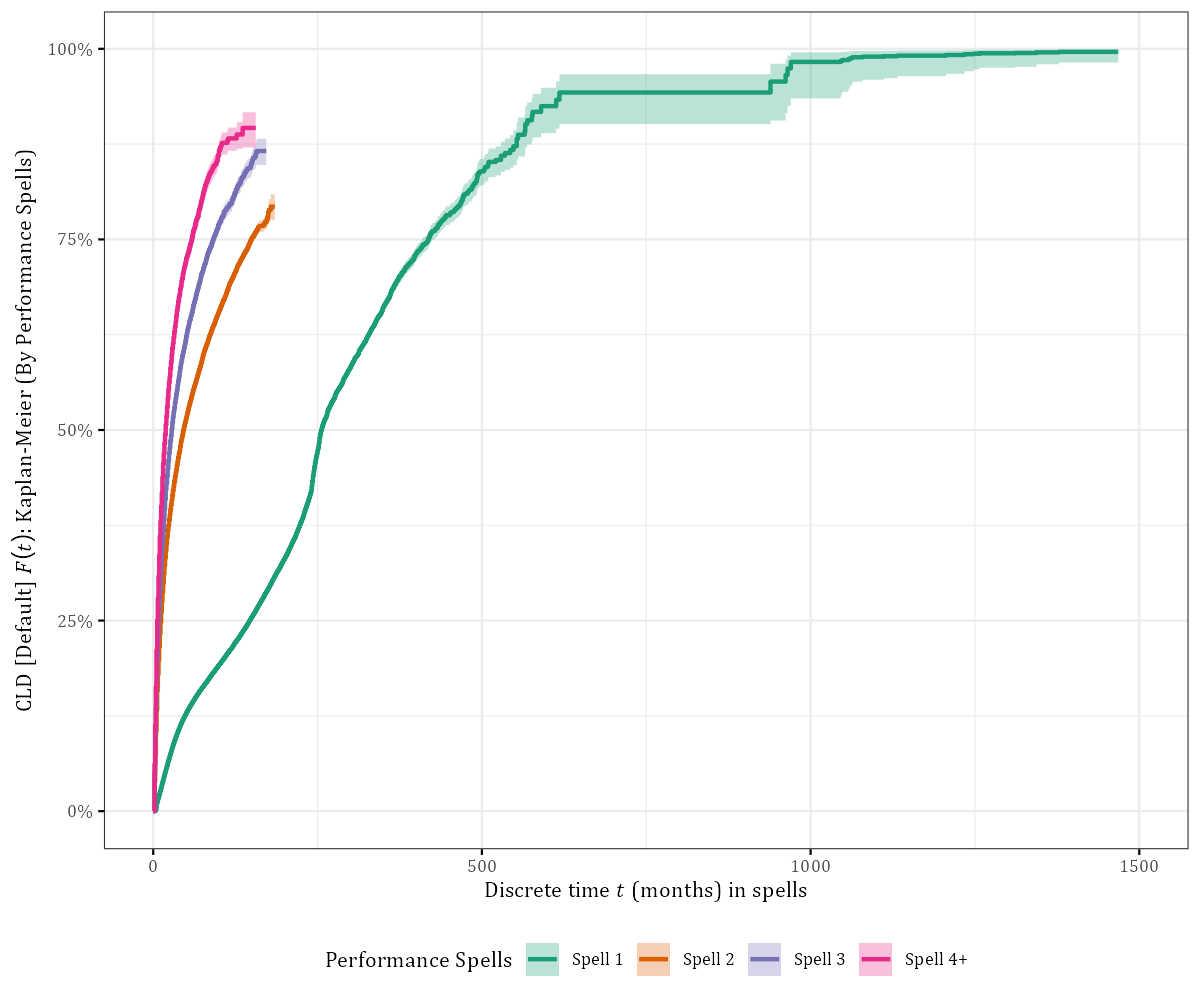 CLD [Default] F(t): Kaplan-Meier (By Performance Spells)
100%
75%
50%
25%
0%
0 500 1000 1500
Discrete time t (months) in spells
Performance Spells Spell 1 Spell 2 Spell 3 Spell 4+